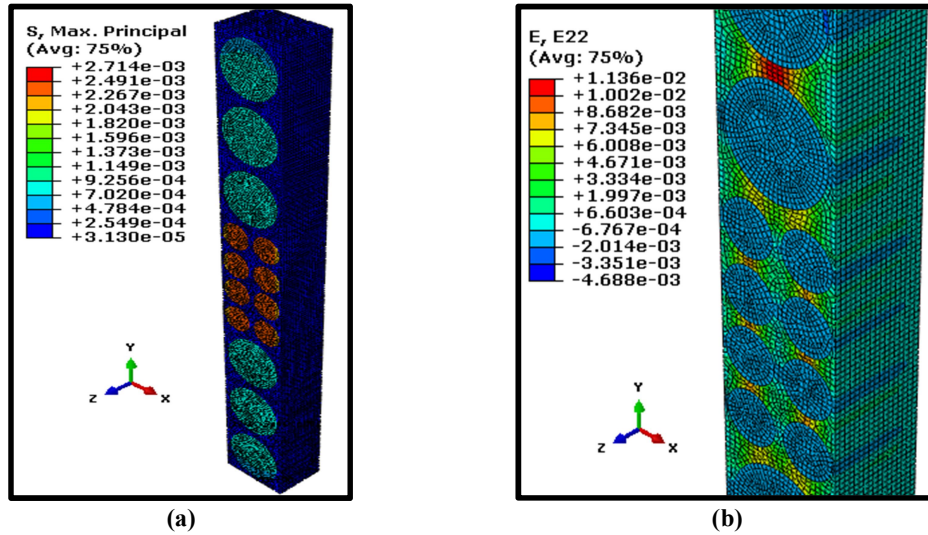 S, Max. Principal
(Avg: 75%)
+2.714e-03
+2.491e-03
+2.267e-03
+2.043e-03
+1.820e-03
+1.596e-03
+1.373e-03
+1.149e-03
+9.254e-04
+7.020e-04
+4.784e-04
+2.549e-04
+3.130e-05
Y
Z
X
(a)
E, E22
(Avg: 75%)
+1.136e-02
+1.002e-02
+8.682e-03
+7.345e-03
+6.008e-03
+4.671e-03
+3.334e-03
+1.997e-03
+6.603e-04
-6.767e-04
-2.014e-03
-3.351e-03
-4.688e-03
Y
Z
X
(b)